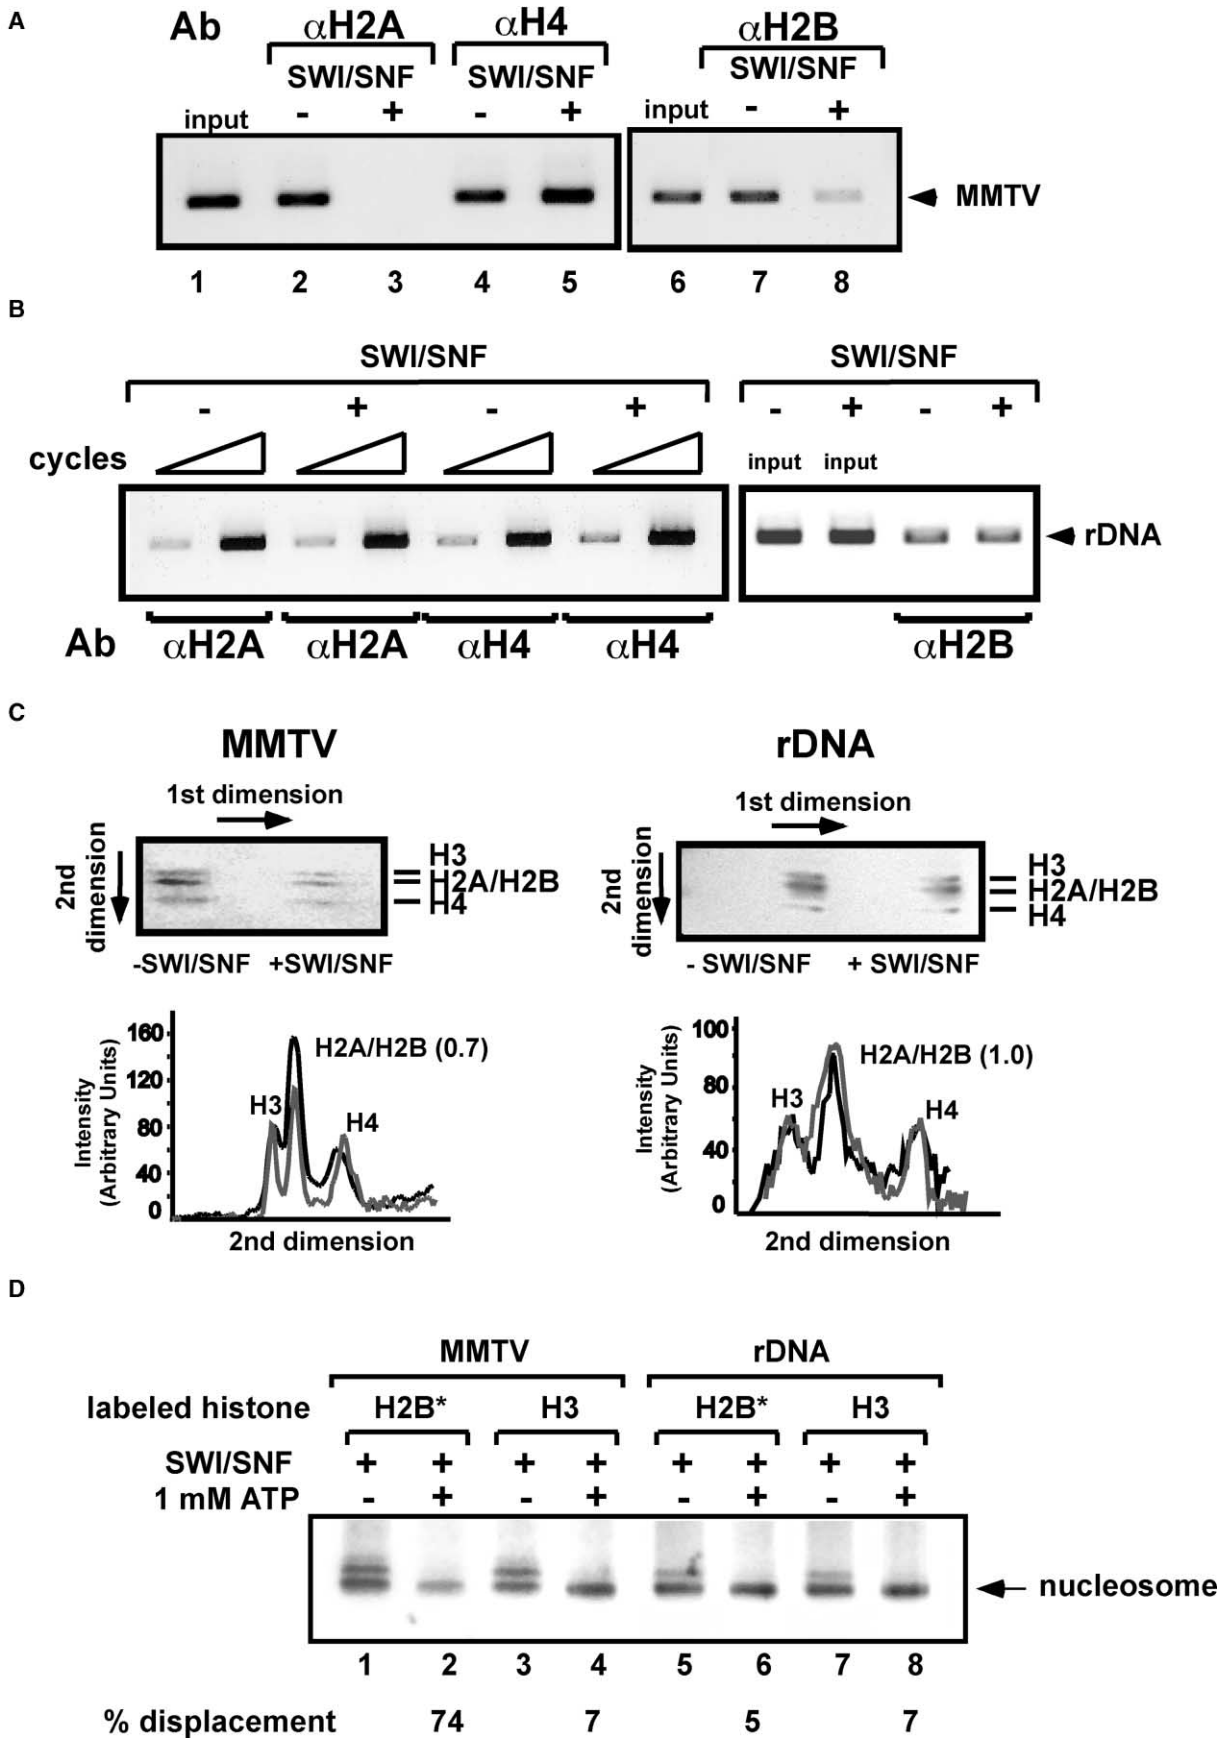 A
Ab
αH2A
αH4
αH2B
SWI/SNF
SWI/SNF
SWI/SNF
input - + - + input - +
MMTV
1 2 3 4 5 6 7 8
B
SWI/SNF
SWI/SNF
- + - + - + - +
cycles
input input
rDNA
Ab
αH2A αH2A αH4 αH4 αH2B
C
MMTV
1st dimension
2nd dimension
H3
H2A/H2B
H4
-SWI/SNF +SWI/SNF
rDNA
1st dimension
2nd dimension
H3
H2A/H2B
H4
- SWI/SNF + SWI/SNF
Intensity
(Arbitrary Units)
160
120
80
40
0
H2A/H2B (0.7)
H3
H4
2nd dimension
Intensity
(Arbitrary Units)
100
80
40
0
H2A/H2B (1.0)
H3
H4
2nd dimension
D
MMTV rDNA
labeled histone H2B* H3 H2B* H3
SWI/SNF + + + + + + + +
1 mM ATP - + - + - + - +
nucleosome
1 2 3 4 5 6 7 8
% displacement 74 7 5 7